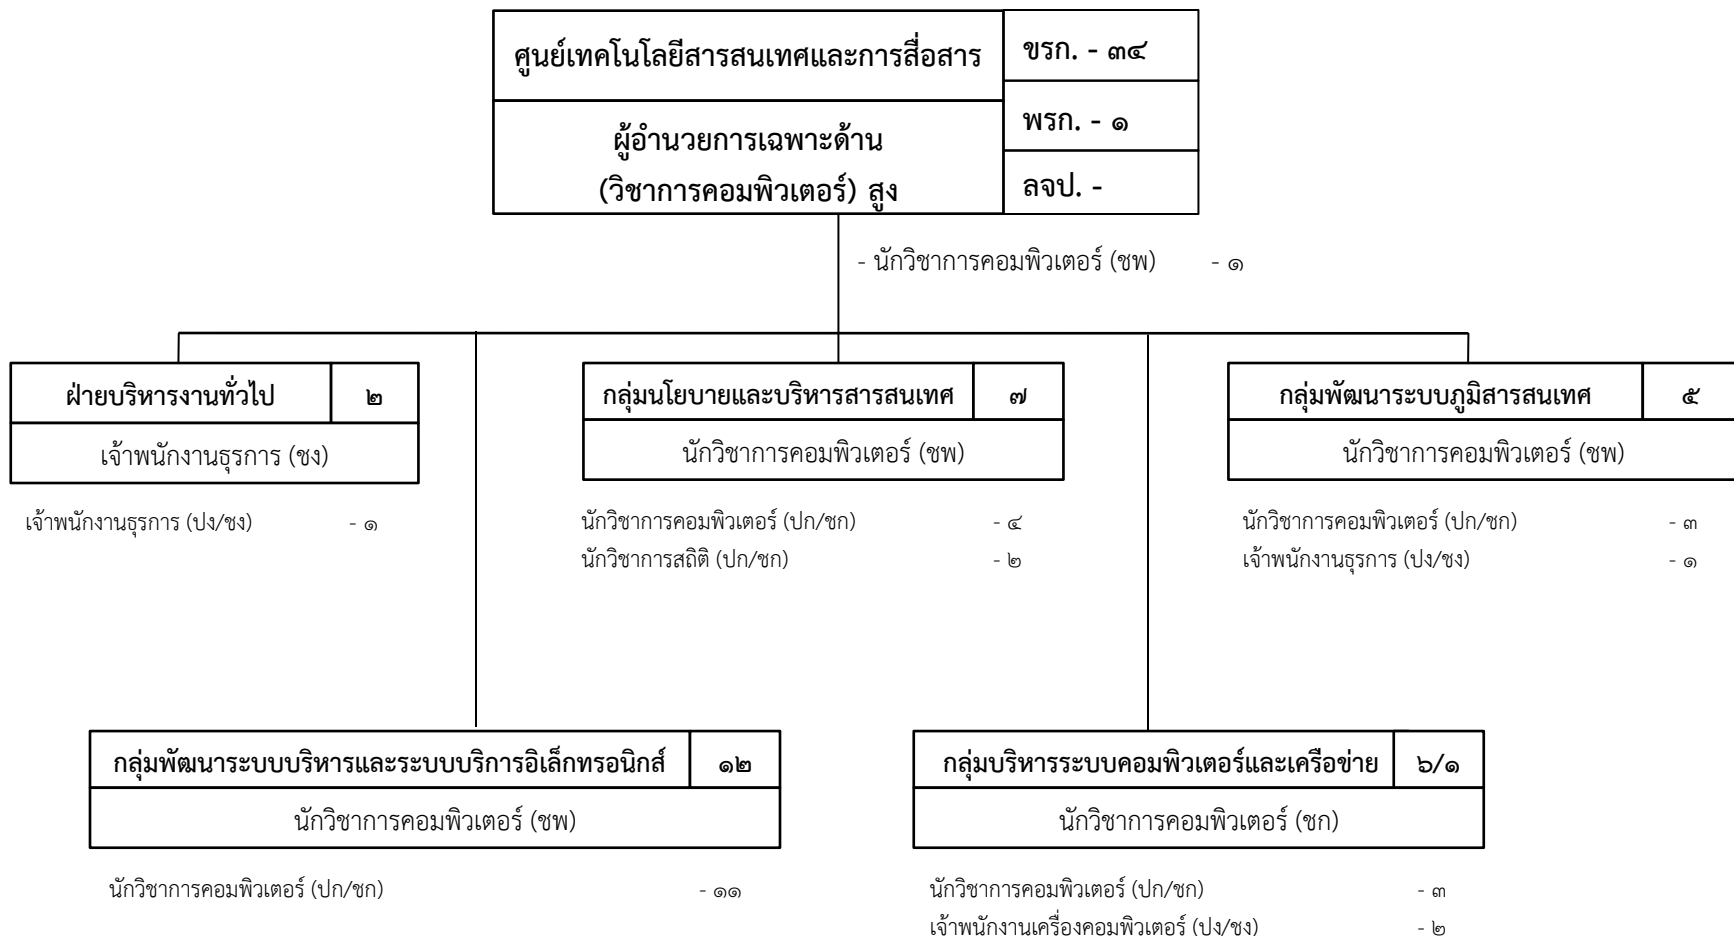 ศูนย์เทคโนโลยีสารสนเทศและการสื่อสาร
ขรก. - ๓๔
ผู้อำนวยการเฉพาะด้าน
(วิชาการคอมพิวเตอร์) สูง
พรก. - ๑
ลจป. -
- นักวิชาการคอมพิวเตอร์ (ชพ) - ๑
ฝ่ายบริหารงานทั่วไป ๒
เจ้าพนักงานธุรการ (ชง)
เจ้าพนักงานธุรการ (ปง/ชง) - ๑
กลุ่มนโยบายและบริหารสารสนเทศ ๗
นักวิชาการคอมพิวเตอร์ (ชพ)
นักวิชาการคอมพิวเตอร์ (ปก/ชก) - ๔
นักวิชาการสถิติ (ปก/ชก) - ๒
กลุ่มพัฒนาระบบภูมิสารสนเทศ ๕
นักวิชาการคอมพิวเตอร์ (ชพ)
นักวิชาการคอมพิวเตอร์ (ปก/ชก) - ๓
เจ้าพนักงานธุรการ (ปง/ชง) - ๑
กลุ่มพัฒนาระบบบริหารและระบบบริการอิเล็กทรอนิกส์ ๑๒
นักวิชาการคอมพิวเตอร์ (ชพ)
นักวิชาการคอมพิวเตอร์ (ปก/ชก) - ๑๑
กลุ่มบริหารระบบคอมพิวเตอร์และเครือข่าย ๖/๑
นักวิชาการคอมพิวเตอร์ (ชก)
นักวิชาการคอมพิวเตอร์ (ปก/ชก) - ๓
เจ้าพนักงานเครื่องคอมพิวเตอร์ (ปง/ชง) - ๒